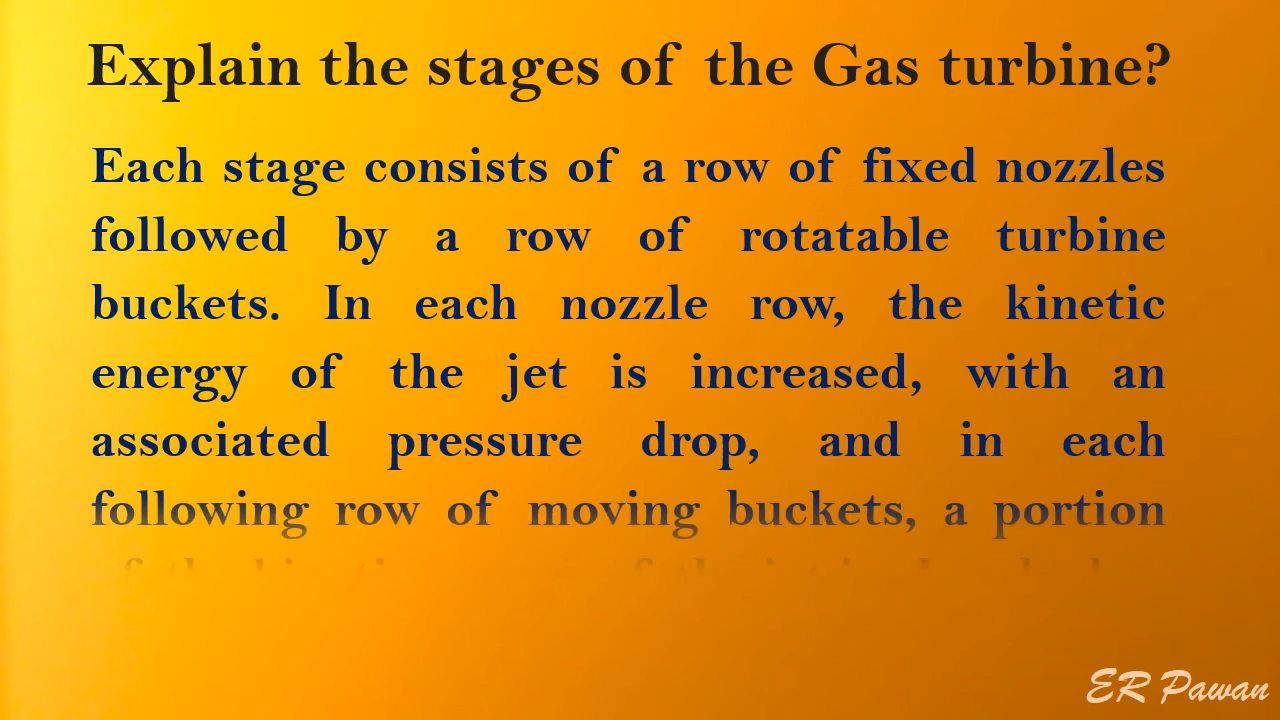 Explain the stages of the Gas turbine?
Each stage consists of a row of fixed nozzles
followed by a row of rotatable turbine
buckets. In each nozzle row, the kinetic
energy of the jet is increased, with an
associated pressure drop, and in each
following row of moving buckets, a portion
ER Pawan